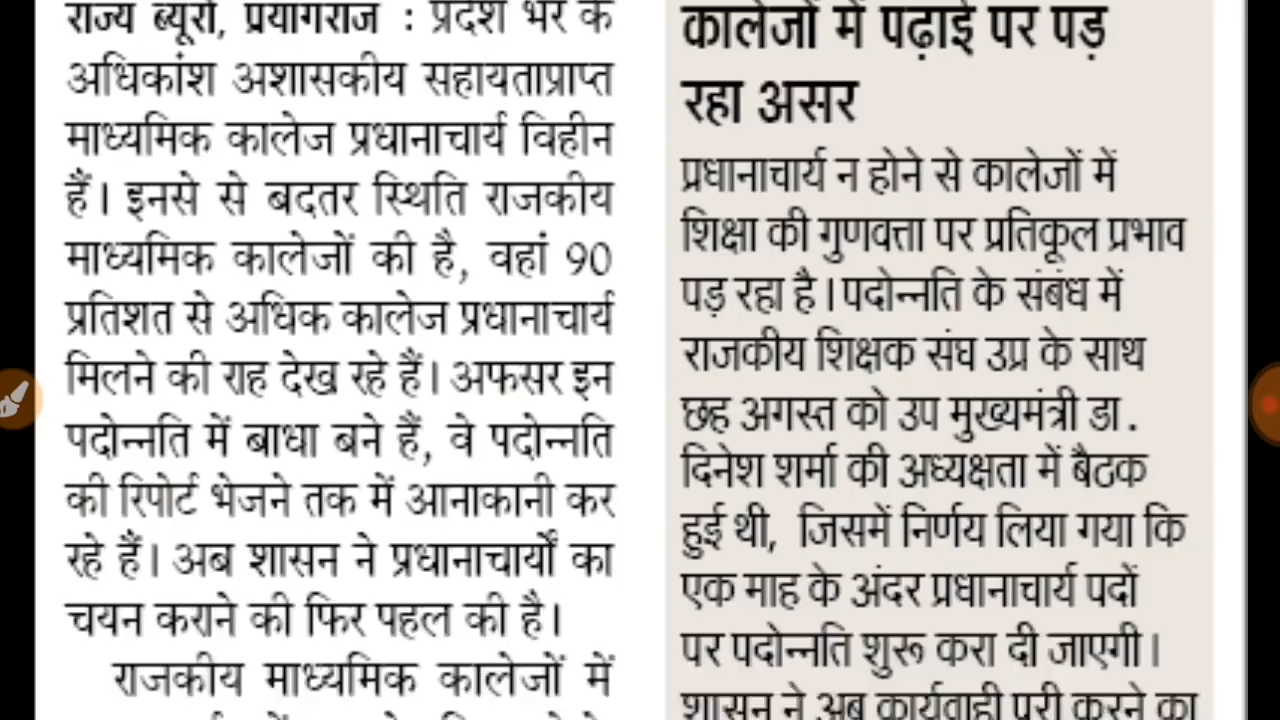 राज्य ब्यूरो, प्रयागराज : प्रदेश भर के
अधिकांश अशासकीय सहायताप्राप्त
माध्यमिक कालेज प्रधानाचार्य विहीन
हैं। इनसे से बदतर स्थिति राजकीय
माध्यमिक कालेजों की है, वहां 90
प्रतिशत से अधिक कालेज प्रधानाचार्य
मिलने की राह देख रहे हैं। अफसर इन
पदोन्नति में बाधा बने हैं, वे पदोन्नति
की रिपोर्ट भेजने तक में आनाकानी कर
रहे हैं। अब शासन ने प्रधानाचार्यों का
चयन कराने की फिर पहल की है।
राजकीय माध्यमिक कालेजों में
कालेजों में पढ़ाई पर पड़
रहा असर
प्रधानाचार्य न होने से कालेजों में
शिक्षा की गुणवत्ता पर प्रतिकूल प्रभाव
पड़ रहा है। पदोन्नति के संबंध में
राजकीय शिक्षक संघ उप्र के साथ
छह अगस्त को उप मुख्यमंत्री डा.
दिनेश शर्मा की अध्यक्षता में बैठक
हुई थी, जिसमें निर्णय लिया गया कि
एक माह के अंदर प्रधानाचार्य पदों
पर पदोन्नति शुरू करा दी जाएगी।
शासन ने अब कार्यवाही पूरी करने का